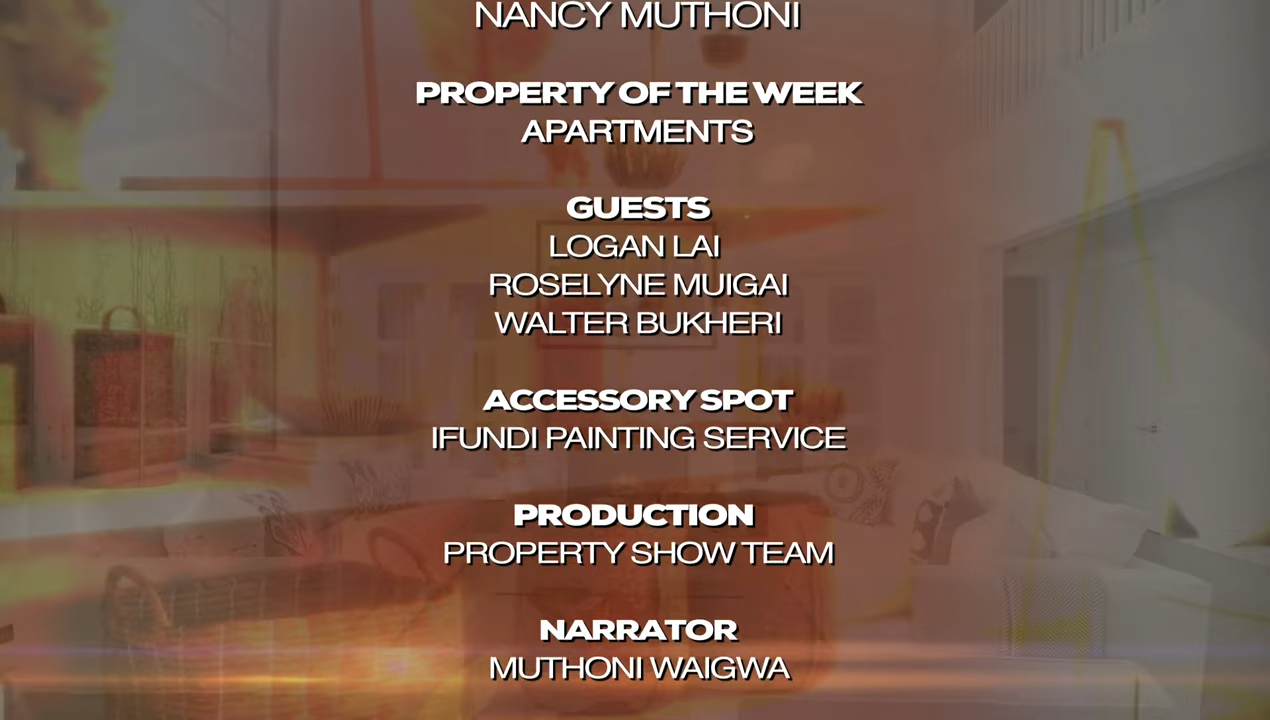 NANCY MUTHONI
PROPERTY OF THE WEEK
APARTMENTS
GUESTS
LOGAN LAI
ROSELYNE MUIGAI
WALTER BUKHERI
ACCESSORY SPOT
IFUNDI PAINTING SERVICE
PRODUCTION
PROPERTY SHOW TEAM
NARRATOR
MUTHONI WAIGWA